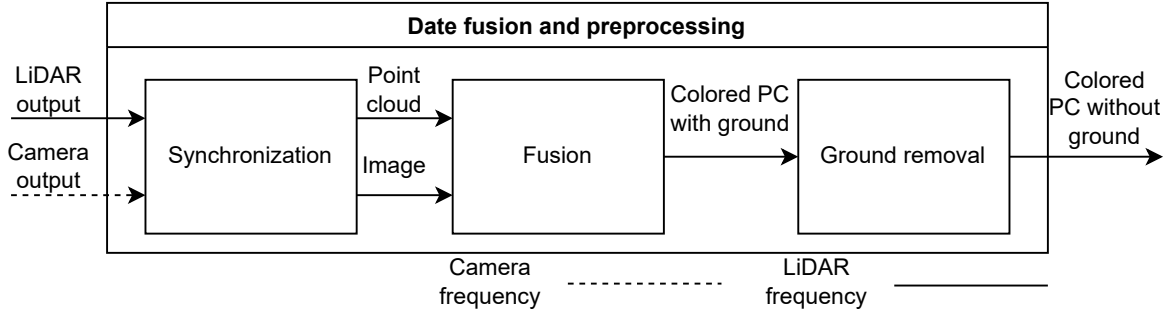 Date fusion and preprocessing
LiDAR
output
Camera
output
Synchronization
Point
cloud
Image
Fusion
Colored PC
with ground
Ground removal
Colored
PC without
ground
Camera
frequency
LiDAR
frequency